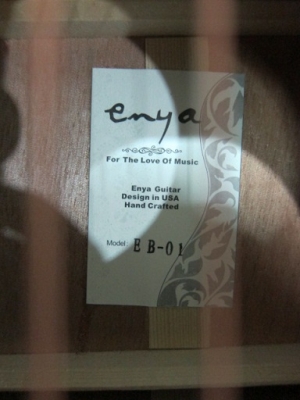 enya
For The Love Of Music
Enya Guitar
Design in USA
Hand Crafted
Model: EB-01